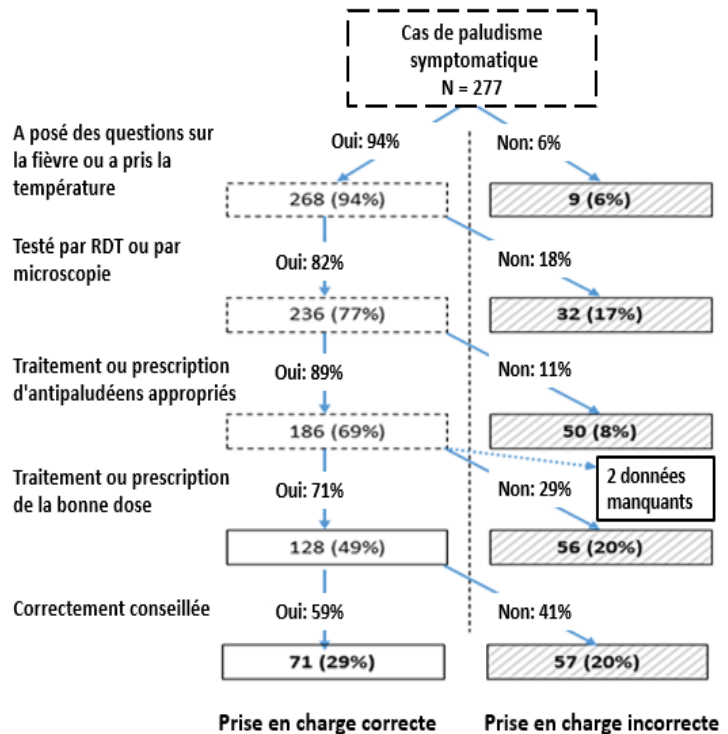 Cas de paludisme
symptomatique
N = 277
A posé des questions sur
la fièvre ou a pris la
température
Oui: 94%
Non: 6%
268 (94%)
9 (6%)
Testé par RDT ou par
microscopie
Oui: 82%
Non: 18%
236 (77%)
32 (17%)
Traitement ou prescription
d'antipaludéens appropriés
Oui: 89%
Non: 11%
186 (69%)
50 (8%)
Traitement ou prescription
de la bonne dose
Oui: 71%
Non: 29%
2 données
manquants
128 (49%)
56 (20%)
Correctement conseillée
Oui: 59%
Non: 41%
71 (29%)
57 (20%)
Prise en charge correcte
Prise en charge incorrecte